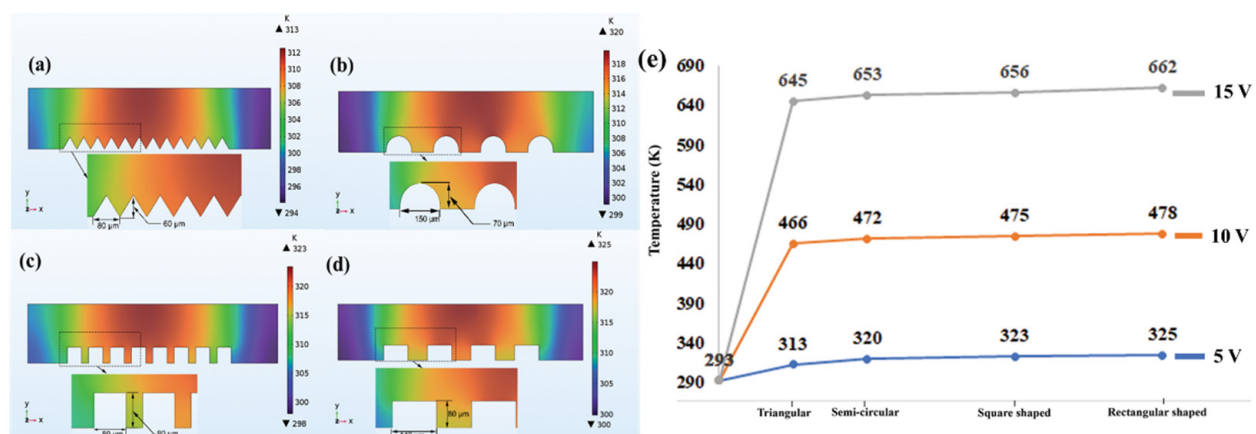 (a)
K
▲ 313
312
310
308
306
304
302
300
298
296
▼ 294
80 µm
60 µm
y
z x
(b)
K
▲ 320
318
316
314
312
310
308
306
304
302
300
▼ 299
150 µm
70 µm
y
z x
(c)
K
▲ 323
320
315
310
305
300
▼ 298
80 µm
y
z x
(d)
K
▲ 325
320
315
310
305
300
▼ 300
80 µm
y
z x
(e)
Temperature (K)
690
640
590
540
490
440
390
340
290
293
645
653
656
662
15 V
466
472
475
478
10 V
313
320
323
325
5 V
Triangular
Semi-circular
Square shaped
Rectangular shaped